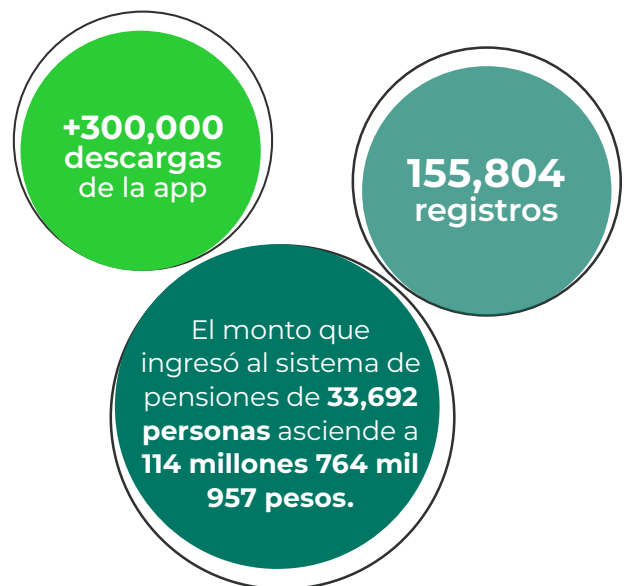 +300,000
descargas
de la app
155,804
registros
El monto que
ingresó al sistema de
pensiones de 33,692
personas asciende a
114 millones 764 mil
957 pesos.